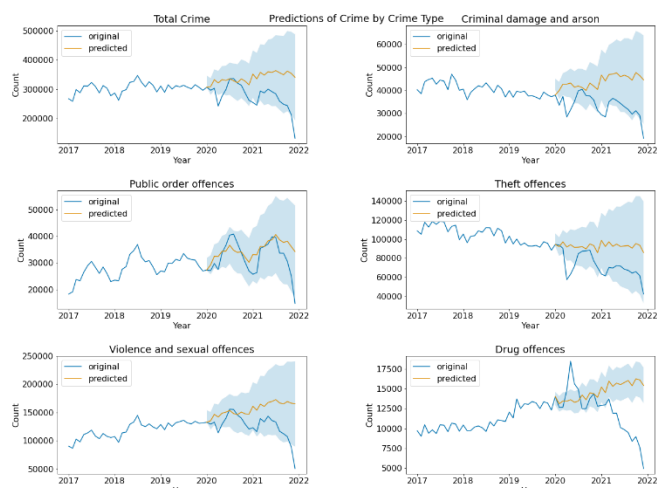 Predictions of Crime by Crime Type
Total Crime
original
predicted
500000
400000
300000
200000
Count
2017 2018 2019 2020 2021 2022
Year
Criminal damage and arson
original
predicted
60000
50000
40000
30000
20000
Count
2017 2018 2019 2020 2021 2022
Year
Public order offences
original
predicted
50000
40000
30000
20000
Count
2017 2018 2019 2020 2021 2022
Year
Theft offences
original
predicted
140000
120000
100000
80000
60000
40000
Count
2017 2018 2019 2020 2021 2022
Year
Violence and sexual offences
original
predicted
250000
200000
150000
100000
50000
Count
2017 2018 2019 2020 2021 2022
Year
Drug offences
original
predicted
17500
15000
12500
10000
7500
5000
Count
2017 2018 2019 2020 2021 2022
Year